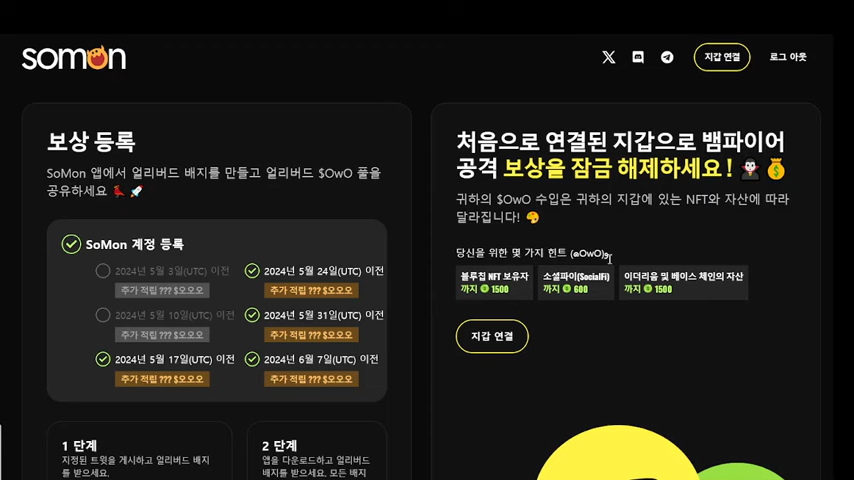 somon
지갑 연결
로그 아웃
보상 등록
SoMon 앱에서 얼리버드 배지를 만들고 얼리버드 $OwO 풀을
공유하세요
SoMon 계정 등록
2024년 5월 3일(UTC) 이전
추가 적립 ??? $오오오
2024년 5월 24일(UTC) 이전
추가 적립 ??? $오오오
2024년 5월 10일(UTC) 이전
추가 적립 ??? $오오오
2024년 5월 31일(UTC) 이전
추가 적립 ??? $오오오
2024년 5월 17일(UTC) 이전
추가 적립 ??? $오오오
2024년 6월 7일(UTC) 이전
추가 적립 ??? $오오오
1 단계
지정된 트윗을 게시하고 얼리버드 배지
를 받으세요.
2 단계
앱을 다운로드하고 얼리버드
배지를 받으세요. 모든 배지
처음으로 연결된 지갑으로 뱀파이어
공격 보상을 잠금 해제하세요!
귀하의 $OwO 수입은 귀하의 지갑에 있는 NFT와 자산에 따라
달라집니다!
당신을 위한 몇 가지 힌트 (๑OwO)و
블루칩 NFT 보유자
까지 1500
소셜파이(SocialFi)
까지 600
이더리움 및 베이스 체인의 자산
까지 1500
지갑 연결